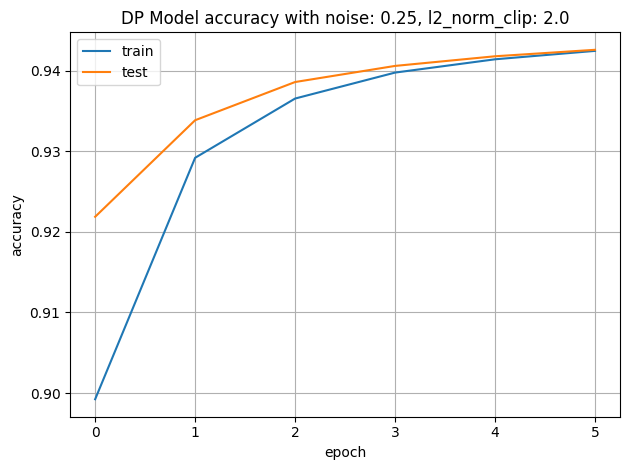 DP Model accuracy with noise: 0.25, l2_norm_clip: 2.0
train
test
0.94
0.93
0.92
0.91
0.90
accuracy
0 1 2 3 4 5
epoch